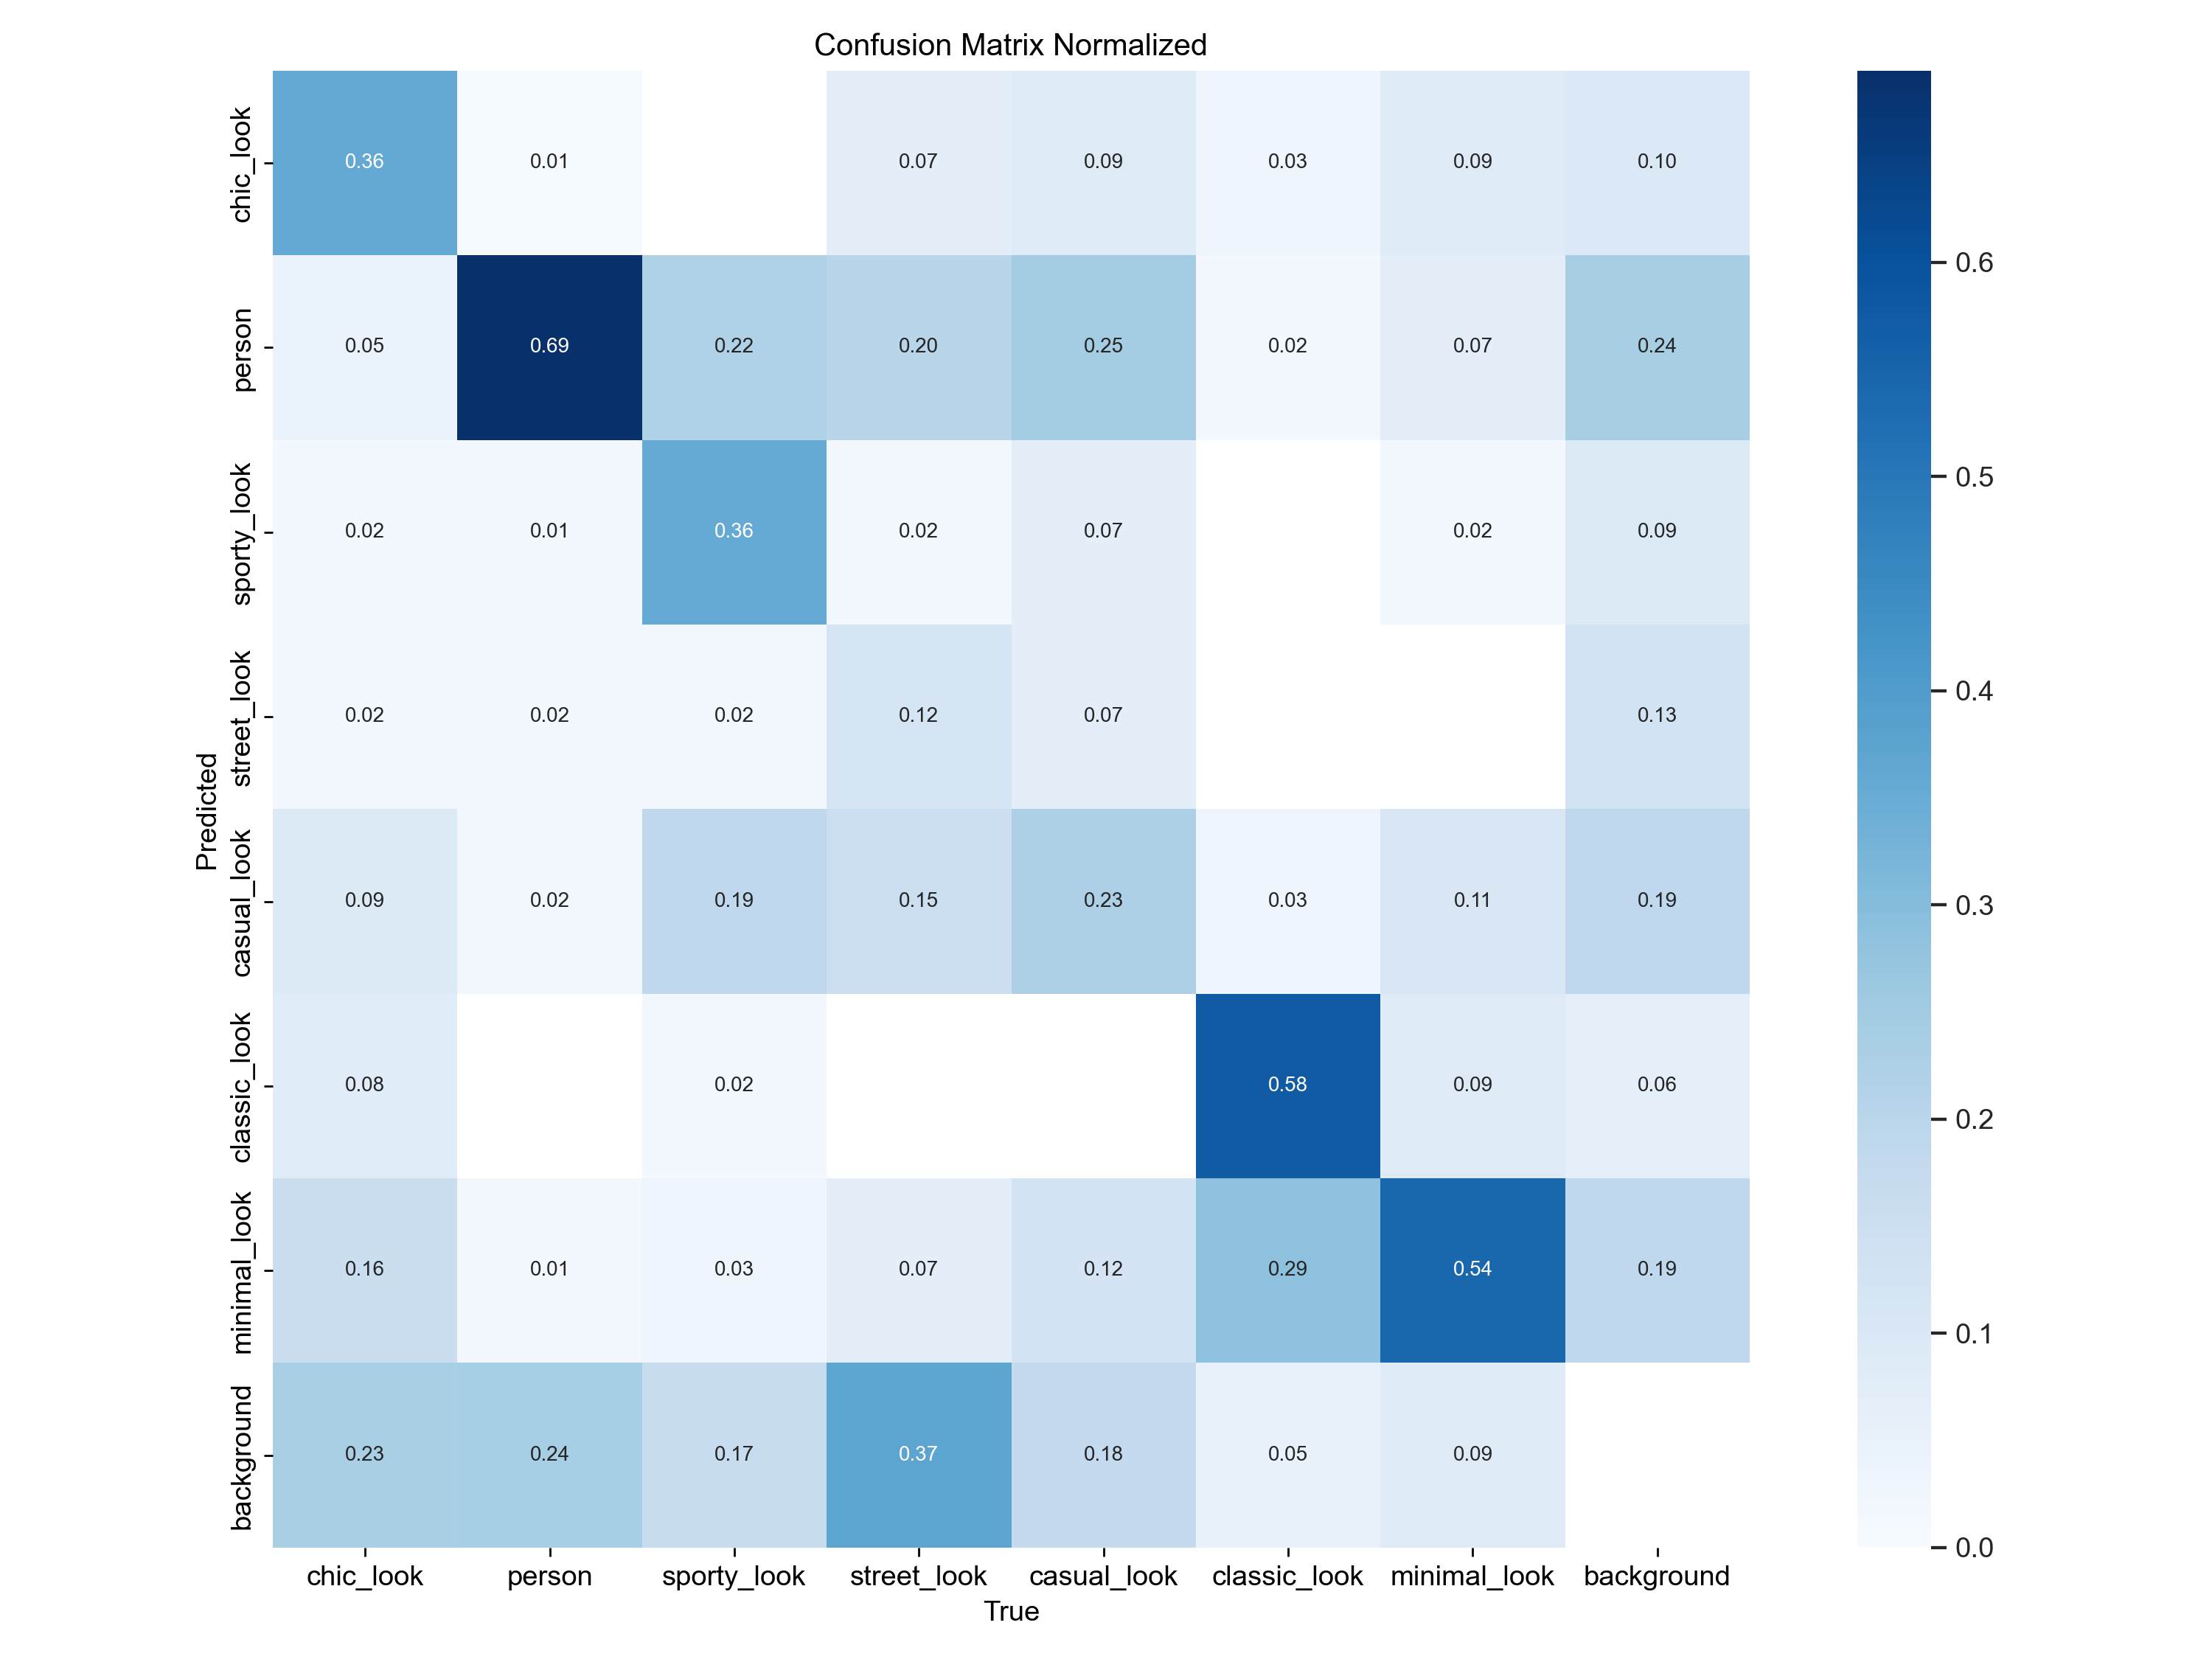 Confusion Matrix Normalized
chic_look 0.36 0.01 0.07 0.09 0.03 0.09 0.10
person 0.05 0.69 0.22 0.20 0.25 0.02 0.07 0.24
sporty_look 0.02 0.01 0.36 0.02 0.07 0.02 0.09
street_look 0.02 0.02 0.02 0.12 0.07 0.13
casual_look 0.09 0.02 0.19 0.15 0.23 0.03 0.11 0.19
classic_look 0.08 0.02 0.58 0.09 0.06
minimal_look 0.16 0.01 0.03 0.07 0.12 0.29 0.54 0.19
background 0.23 0.24 0.17 0.37 0.18 0.05 0.09
Predicted
chic_look person sporty_look street_look casual_look classic_look minimal_look background
True
0.6
0.5
0.4
0.3
0.2
0.1
0.0